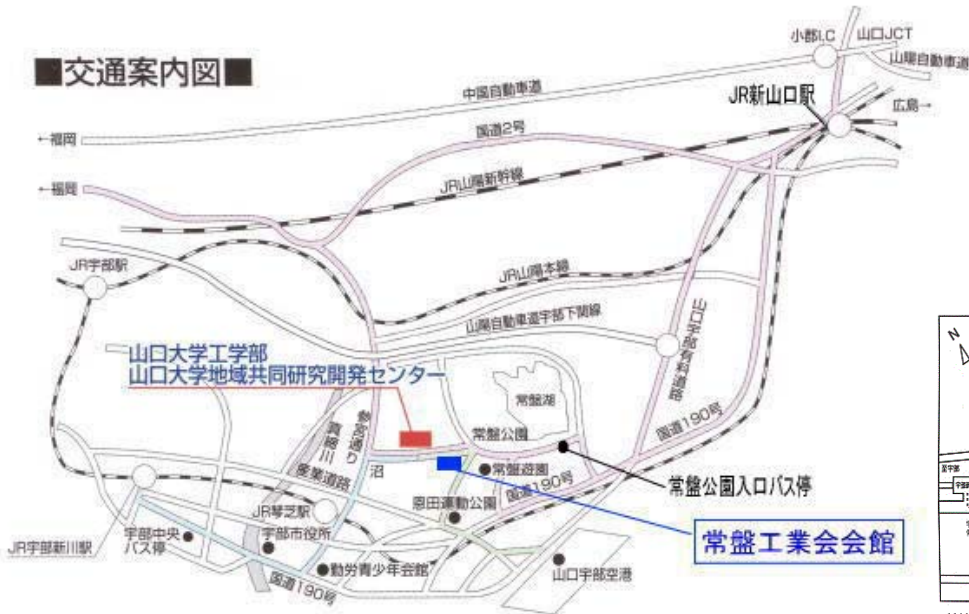 ■交通案内図■
小郡I.C
山口JCT
山陽自動車道
中国自動車道
JR新山口駅
広島→
←福岡
国道2号
←福岡
JR山陽新幹線
JR宇部駅
JR山陽本線
山陽自動車道宇部下関線
山口宇部有料道路
山口大学工学部
山口大学地域共同研究開発センター
常盤湖
参宮通り
真締川
常盤公園
国道190号
沼
産業道路
常盤遊園
国道190号
常盤公園入口バス停
恩田運動公園
JR琴芝駅
宇部中央
バス停
宇部市役所
JR宇部新川駅
常盤工業会会館
勤労青少年会館
山口宇部空港
国道190号
N